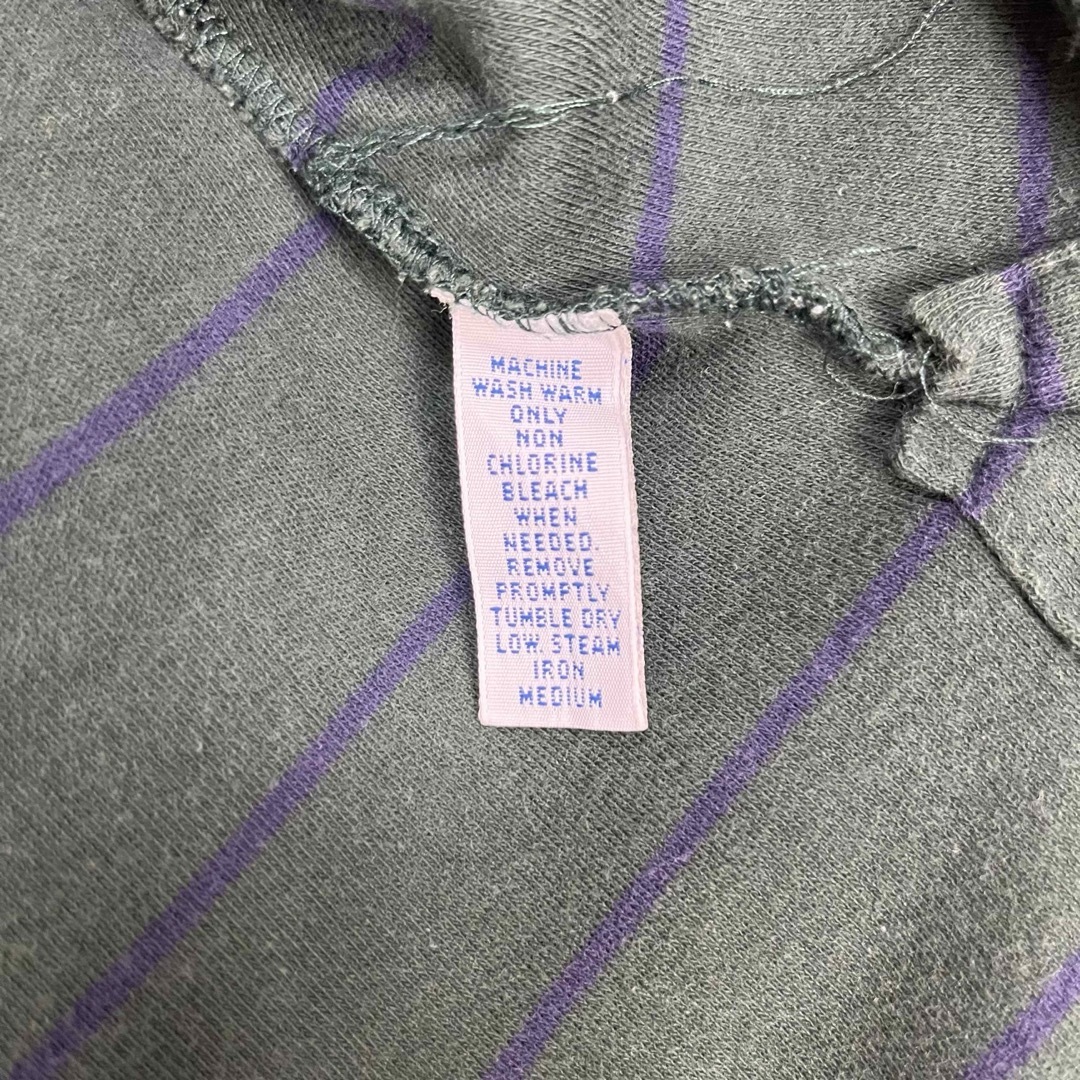 MACHINE
WASH WARM
ONLY
NON
CHLORINE
BLEACH
WHEN
NEEDED.
REMOVE
PROMPTLY
TUMBLE DRY
LOW. STEAM
IRON
MEDIUM